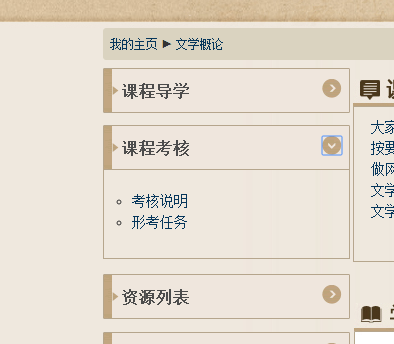 我的主页 ► 文学概论
课程导学
课程考核
考核说明
形考任务
资源列表
大家
按要
做网
文学
文学